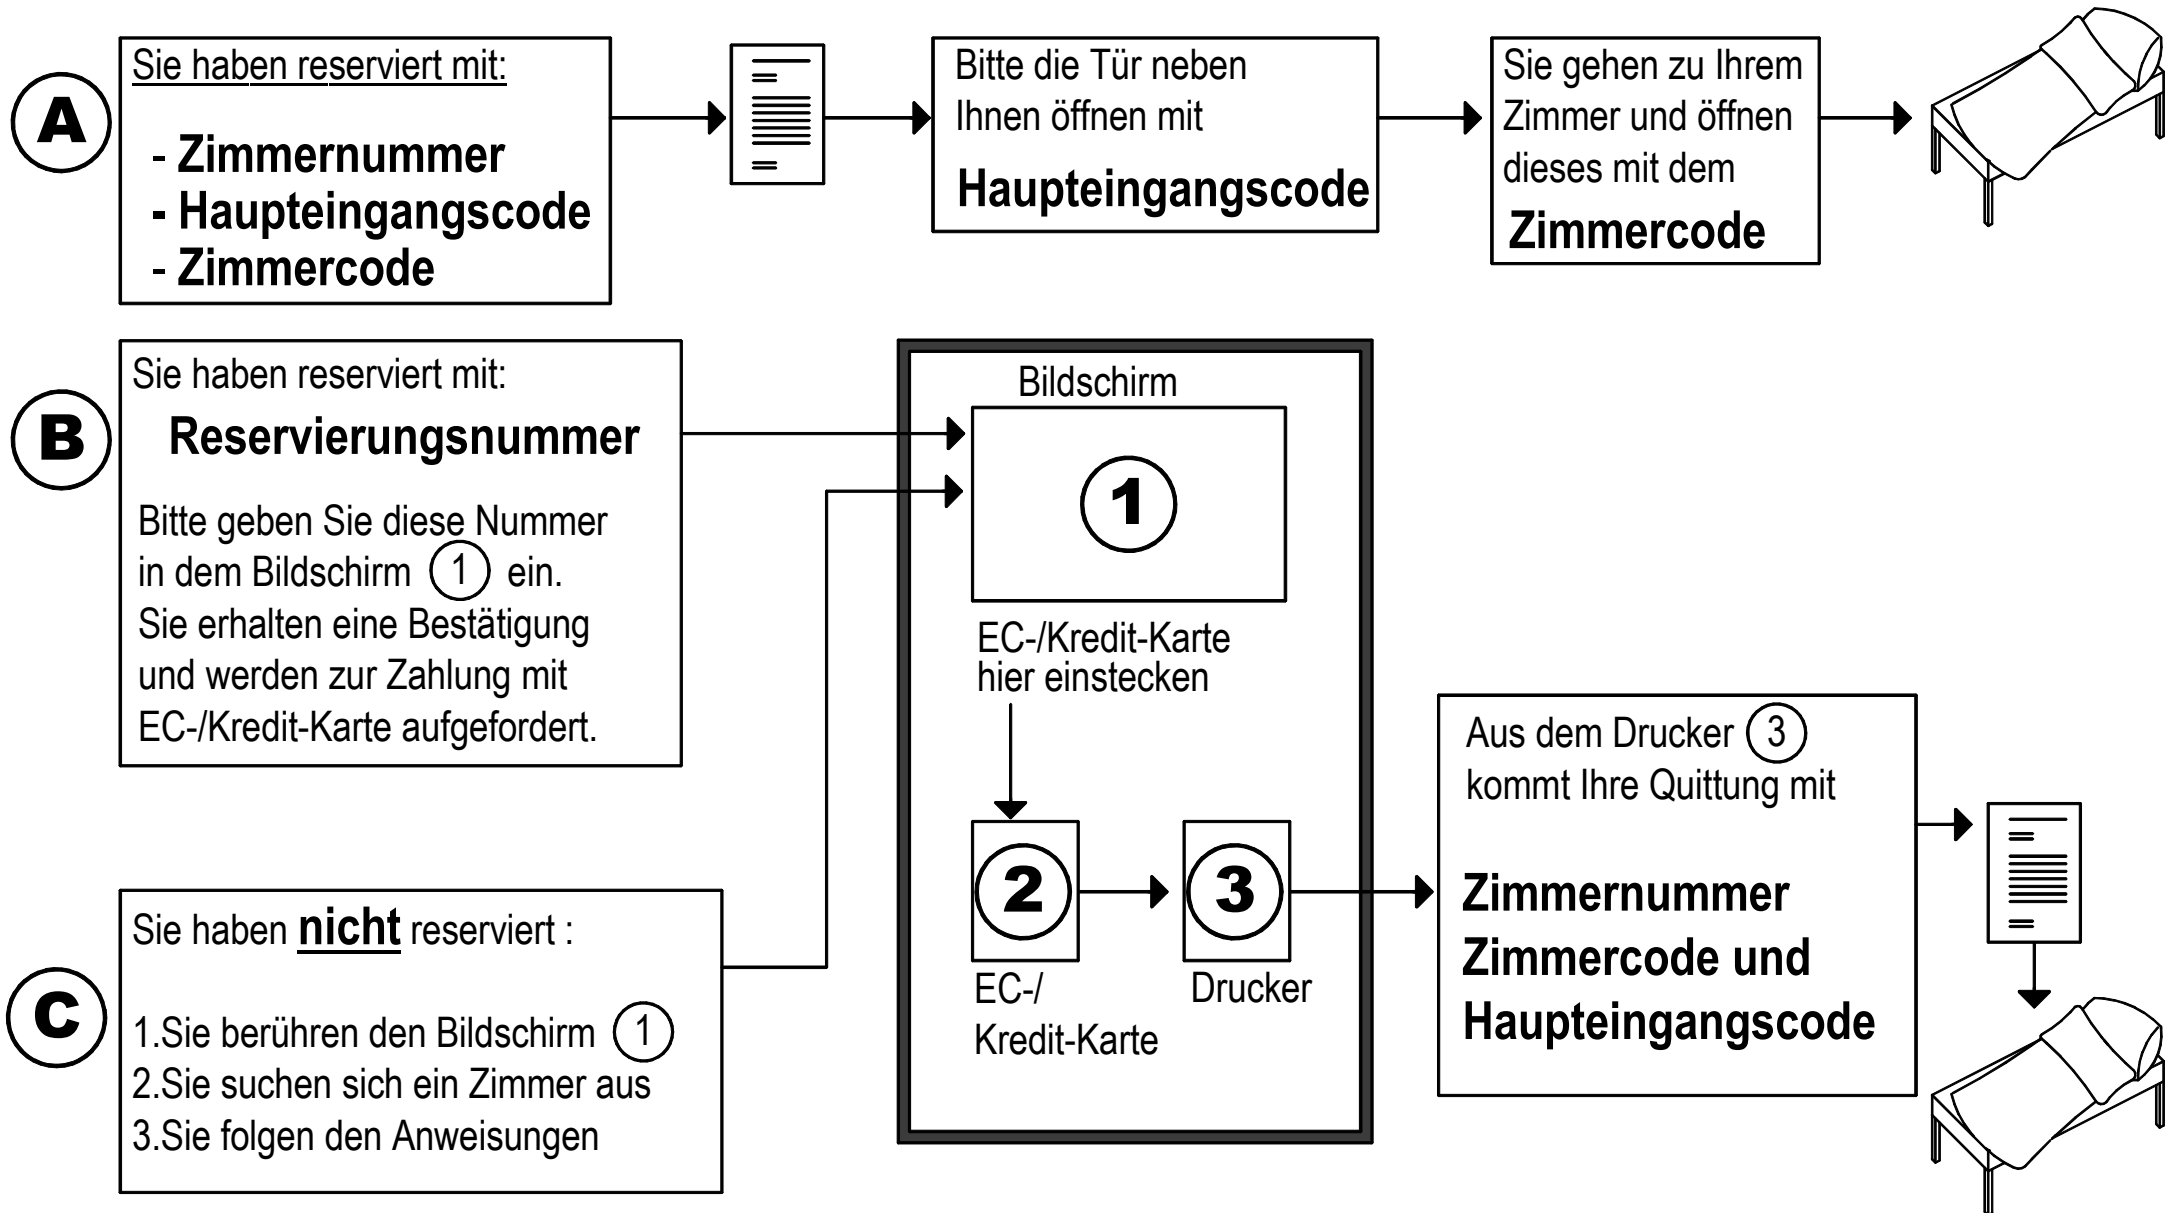 A
Sie haben reserviert mit:
- Zimmernummer
- Haupteingangscode
- Zimmercode
Bitte die Tür neben
Ihnen öffnen mit
Haupteingangscode
Sie gehen zu Ihrem
Zimmer und öffnen
dieses mit dem
Zimmercode
B
Sie haben reserviert mit:
Reservierungsnummer
Bitte geben Sie diese Nummer
in dem Bildschirm 1 ein.
Sie erhalten eine Bestätigung
und werden zur Zahlung mit
EC-/Kredit-Karte aufgefordert.
C
Sie haben nicht reserviert :
1.Sie berühren den Bildschirm 1
2.Sie suchen sich ein Zimmer aus
3.Sie folgen den Anweisungen
Bildschirm
1
EC-/Kredit-Karte
hier einstecken
2
EC-/
Kredit-Karte
3
Drucker
Aus dem Drucker 3
kommt Ihre Quittung mit
Zimmernummer
Zimmercode und
Haupteingangscode